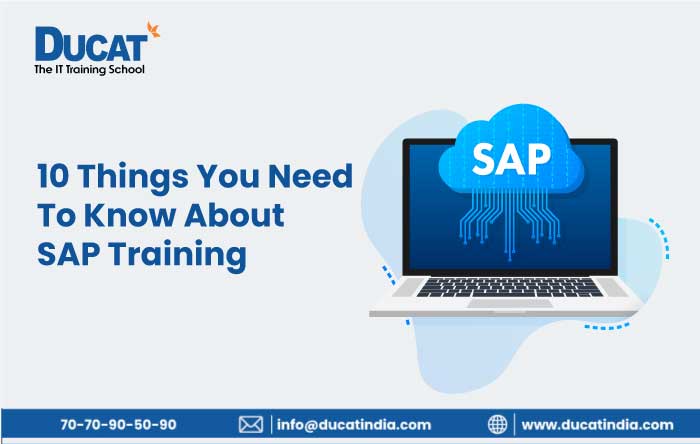 DUCAT
The IT Training School
10 Things You Need
To Know About
SAP Training
SAP
70-70-90-50-90
info@ducatindia.com
www.ducatindia.com